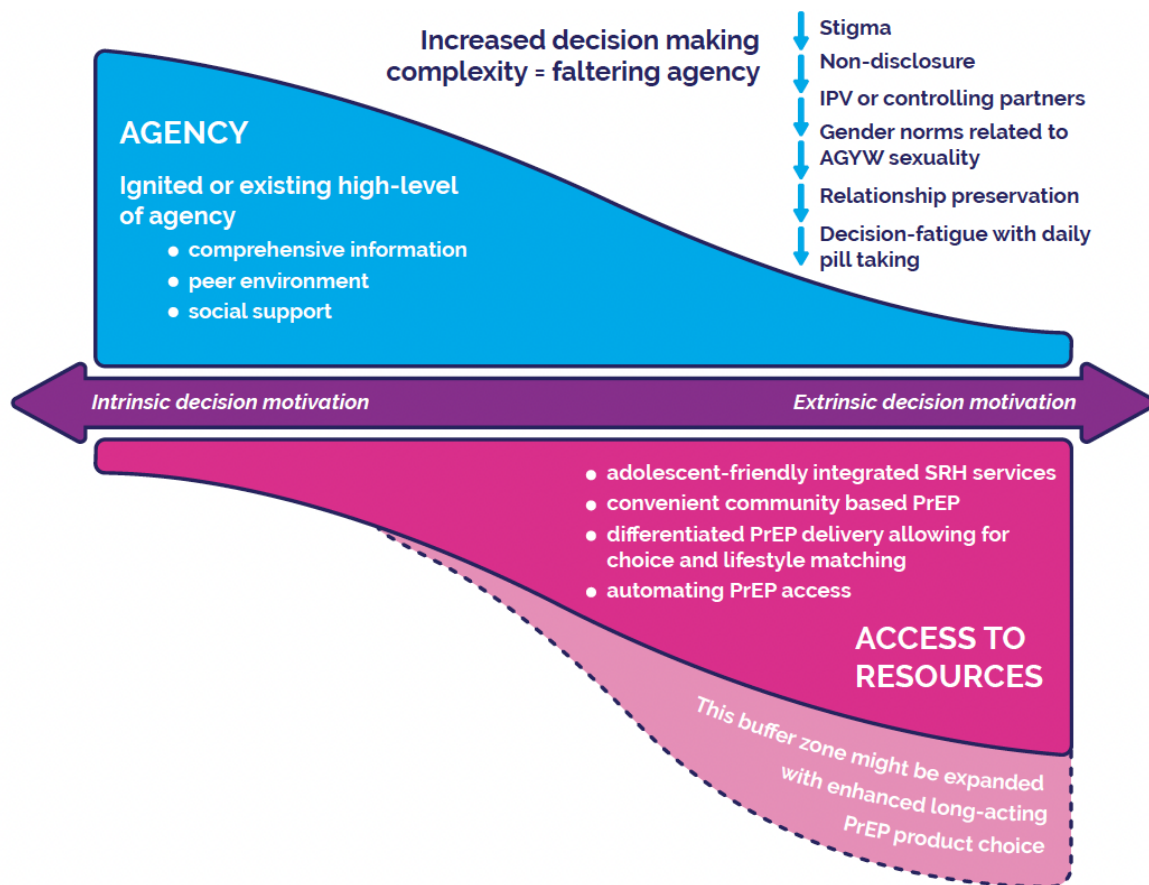 Increased decision making
complexity = faltering agency
Stigma
Non-disclosure
IPV or controlling partners
Gender norms related to
AGYW sexuality
Relationship preservation
Decision-fatigue with daily
pill taking
AGENCY
Ignited or existing high-level
of agency
• comprehensive information
• peer environment
• social support
Intrinsic decision motivation
Extrinsic decision motivation
• adolescent-friendly integrated SRH services
• convenient community based PrEP
• differentiated PrEP delivery allowing for
choice and lifestyle matching
• automating PrEP access
ACCESS TO
RESOURCES
This buffer zone might be expanded
with enhanced long-acting
PrEP product choice